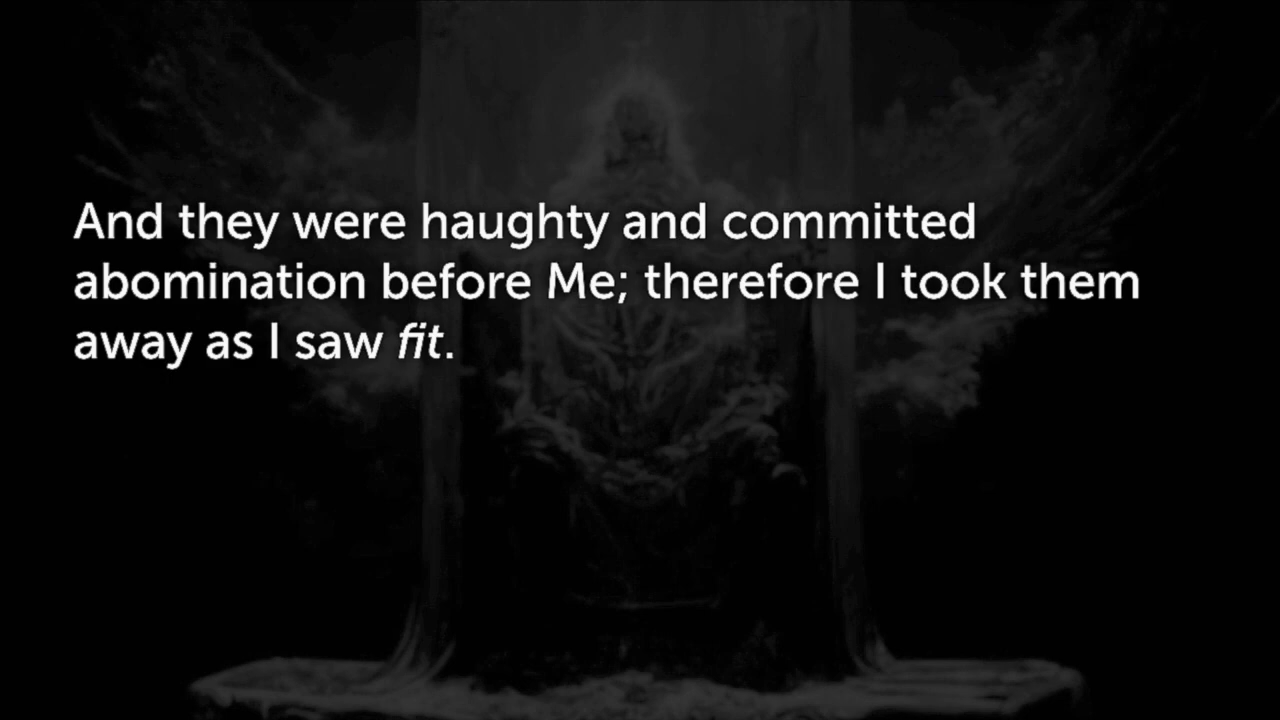 And they were haughty and committed
abomination before Me; therefore I took them
away as I saw fit.